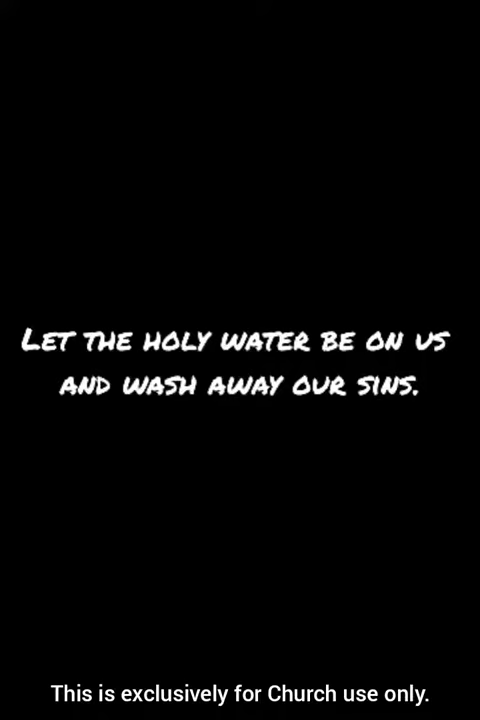 Let the holy water be on us
and wash away our sins.
This is exclusively for Church use only.